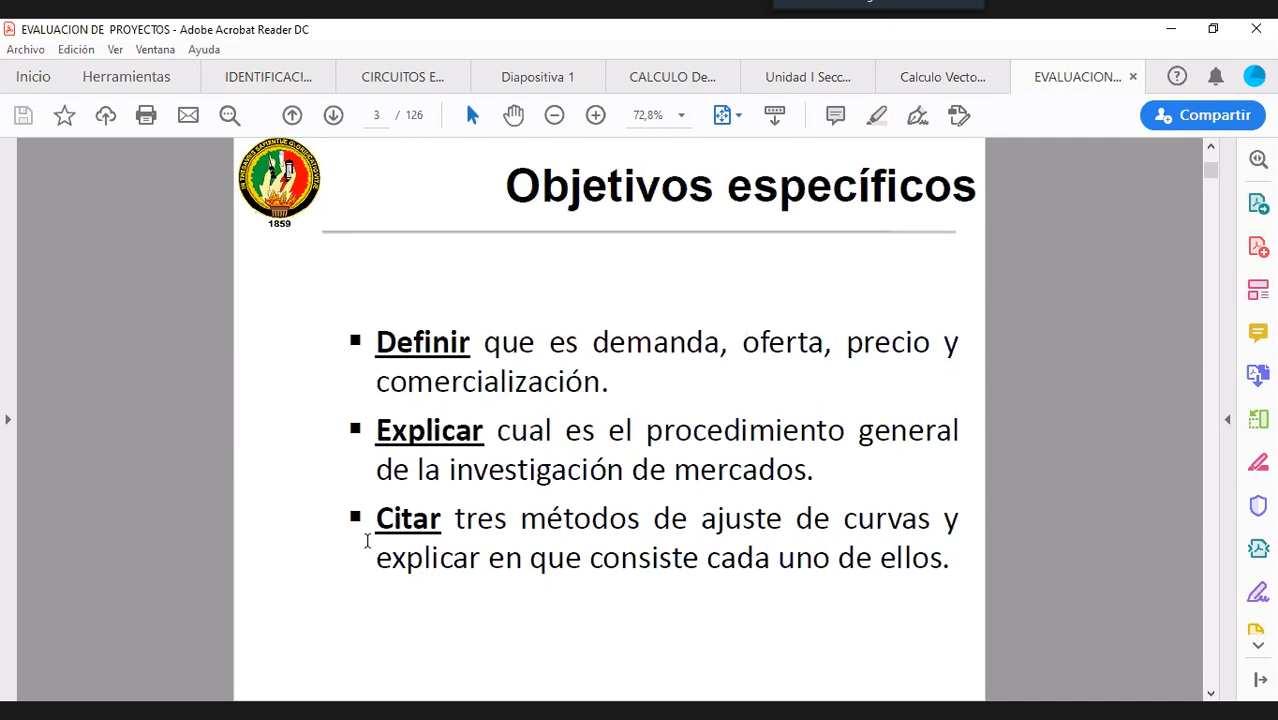 EVALUACION DE PROYECTOS - Adobe Acrobat Reader DC
Archivo Edición Ver Ventana Ayuda
Inicio Herramientas IDENTIFICACI... CIRCUITOS E... Diapositiva 1 CALCULO De... Unidad I Secc... Calculo Vecto... EVALUACION...
3 / 126 72,8% Compartir
Objetivos específicos
1859
Definir que es demanda, oferta, precio y
comercialización.
Explicar cual es el procedimiento general
de la investigación de mercados.
Citar tres métodos de ajuste de curvas y
explicar en que consiste cada uno de ellos.